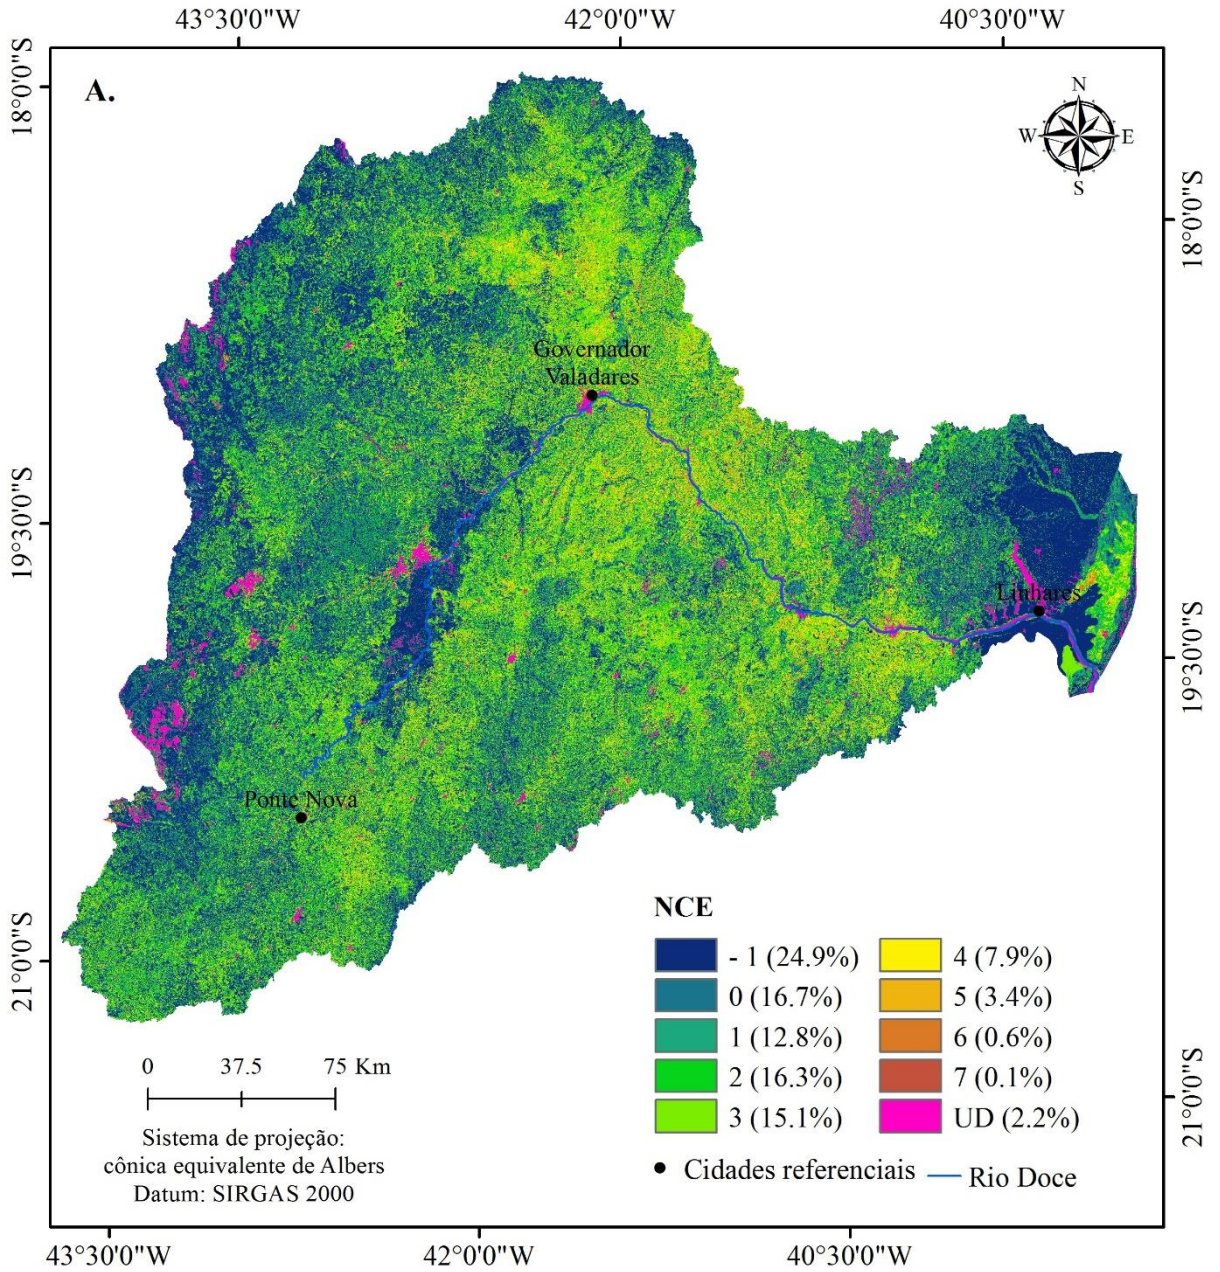 43°30'0"W 42°0'0"W 40°30'0"W
18°0'0"S
A.
N
W E
S
18°0'0"S
Governador
Valadares
19°30'0"S
Linhares
19°30'0"S
Ponte Nova
NCE
- 1 (24.9%) 4 (7.9%)
0 (16.7%) 5 (3.4%)
1 (12.8%) 6 (0.6%)
2 (16.3%) 7 (0.1%)
3 (15.1%) UD (2.2%)
Cidades referenciais Rio Doce
21°0'0"S
0 37.5 75 Km
Sistema de projeção:
cônica equivalente de Albers
Datum: SIRGAS 2000
21°0'0"S
43°30'0"W 42°0'0"W 40°30'0"W